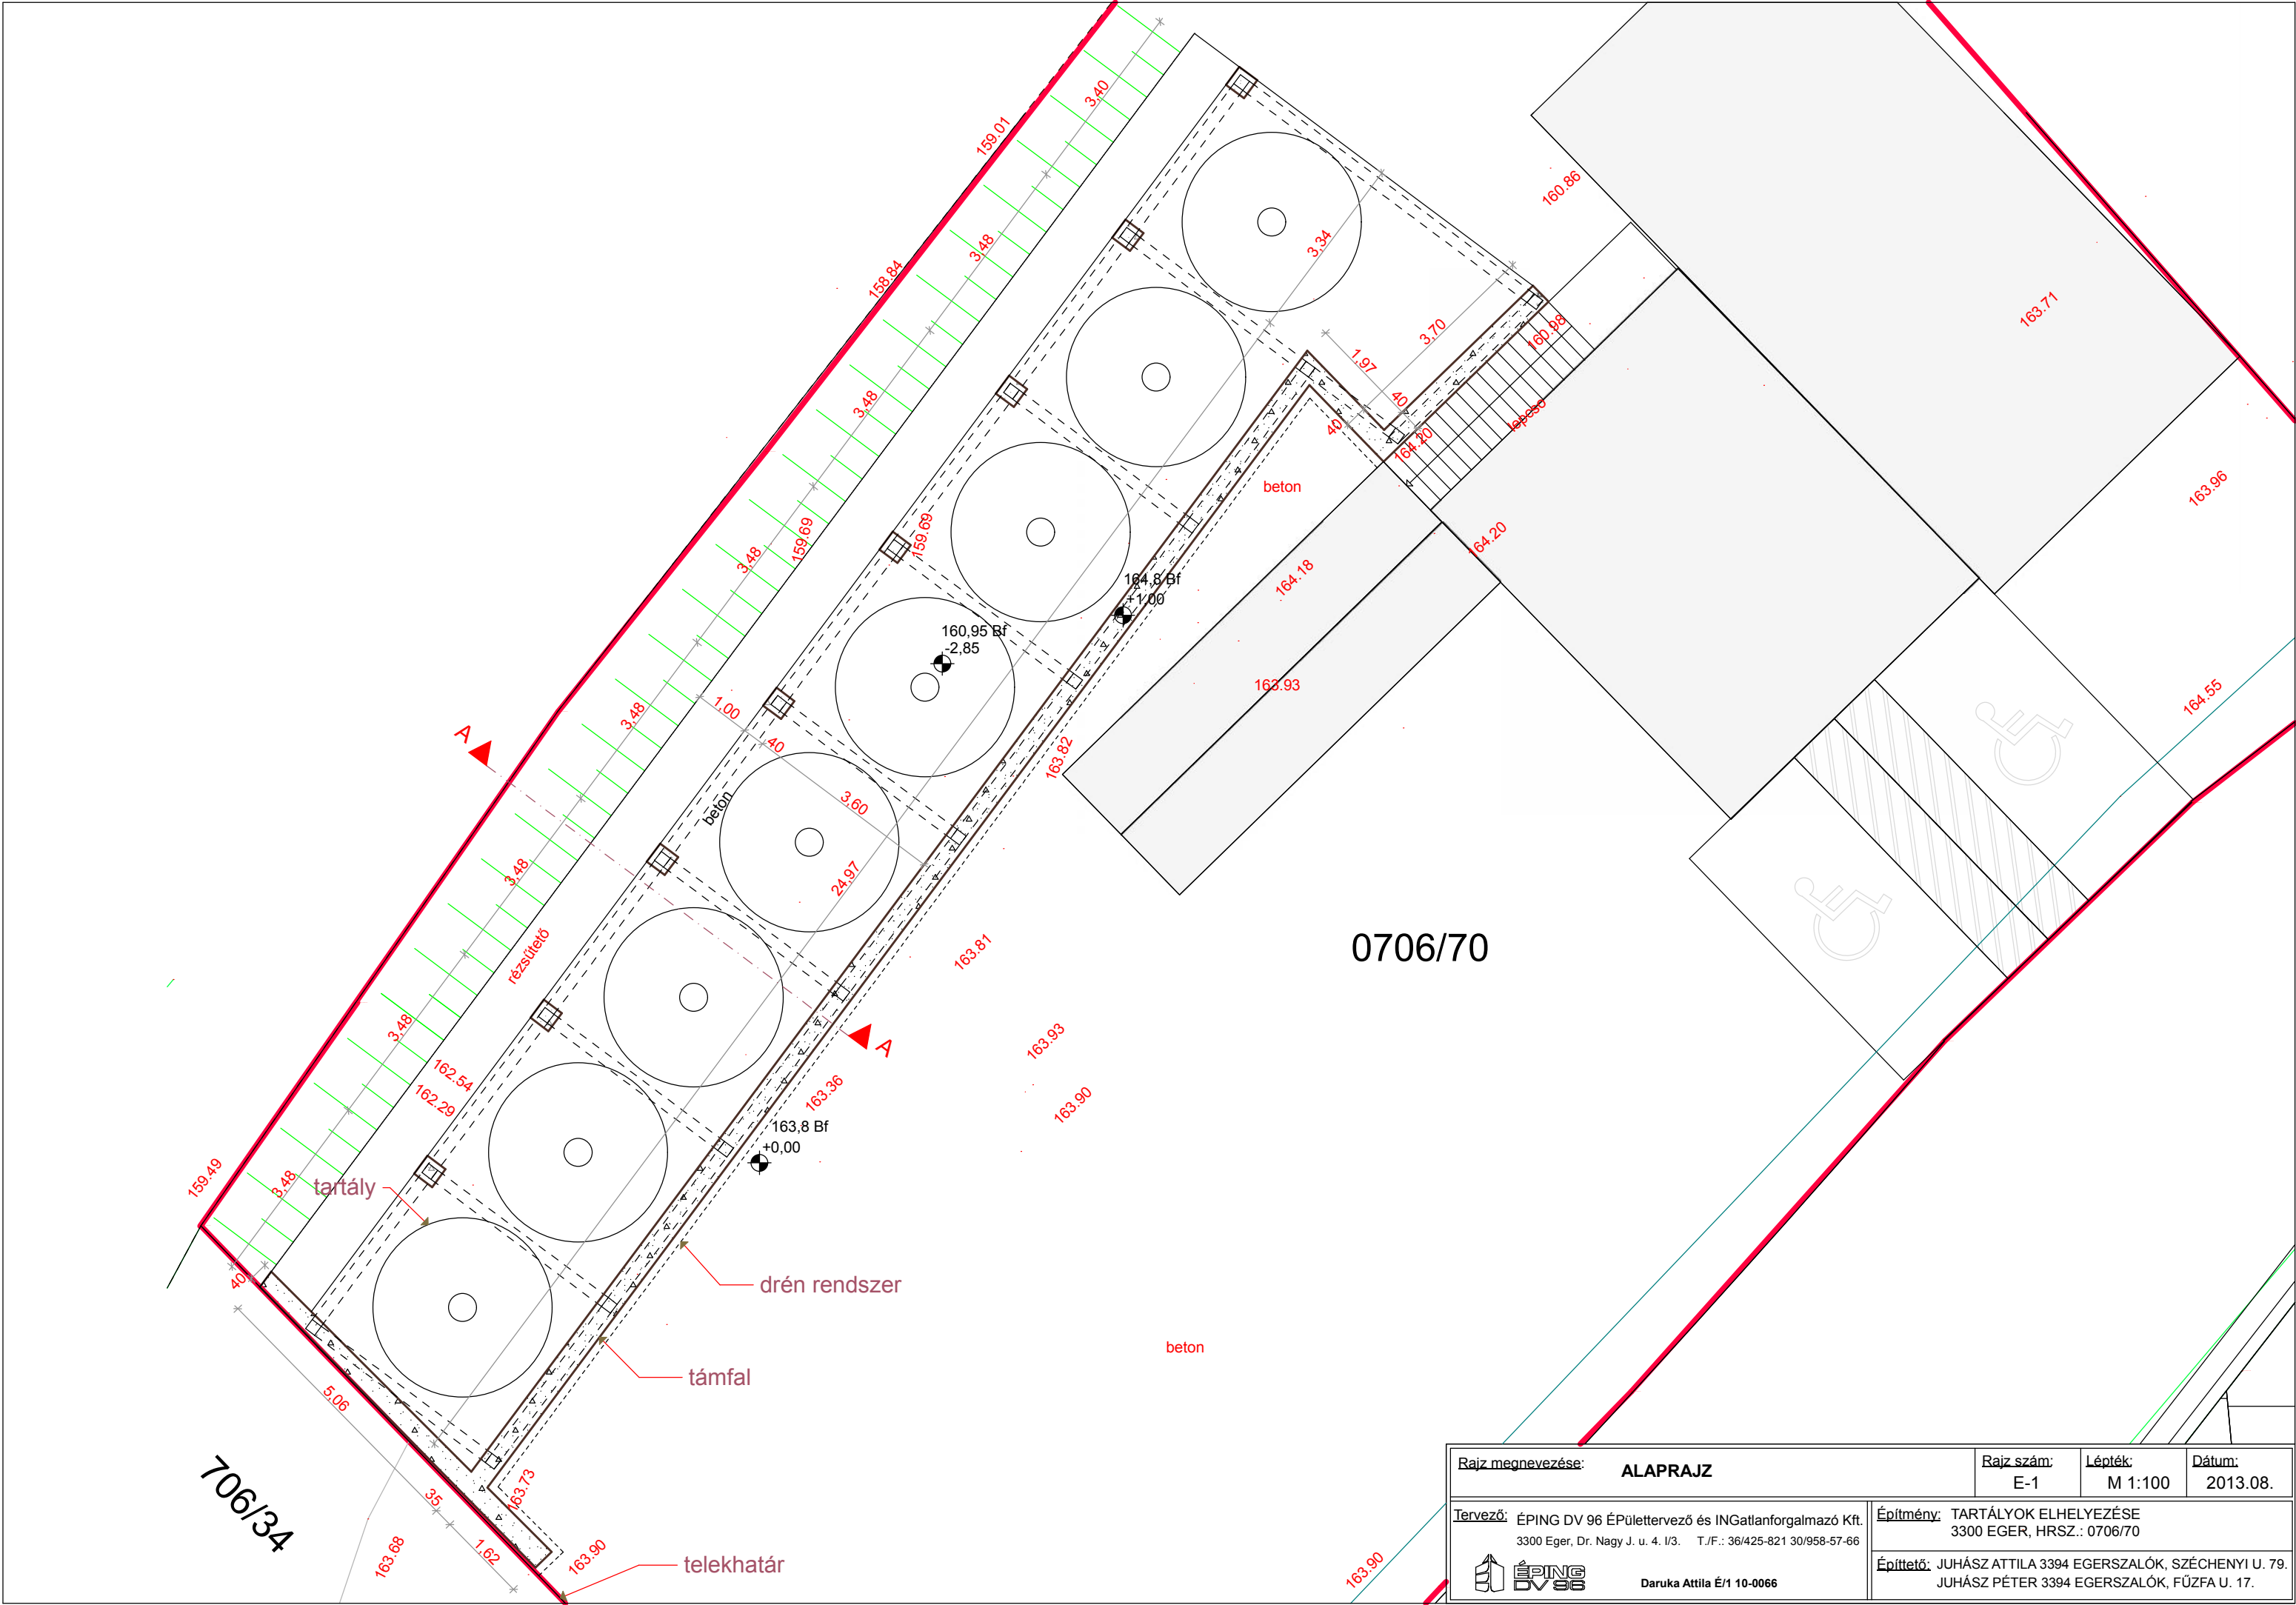 3,40
159.01
160.86
3,48
3,34
158.84
163.71
3,70
160.98
1,97
3,48
40
lépcső
40
164.20
beton
163.96
159.69
159.69
3,48
164.20
164.18
164,8 Bf
+1,00
160,95 Bf
-2,85
163.93
164.55
3,48
1,00
A
40
163.82
3,60
beton
3,48
24,97
rézsűtető
163.81
0706/70
3,48
163.93
A
162.54
162.29
163.36
163.90
163,8 Bf
+0,00
159.49
3,48
tartály
40
drén rendszer
beton
támfal
5,06
706/34
35
163.73
1,62
163.68
163.90
telekhatár
163.90
Rajz megnevezése: ALAPRAJZ
Rajz szám: E-1
Lépték: M 1:100
Dátum: 2013.08.
Tervező: ÉPING DV 96 ÉPülettervező és INGatlanforgalmazó Kft.
3300 Eger, Dr. Nagy J. u. 4. I/3. T./F.: 36/425-821 30/958-57-66
ÉPING
DV 96
Daruka Attila É/1 10-0066
Építmény: TARTÁLYOK ELHELYEZÉSE
3300 EGER, HRSZ.: 0706/70
Építtető: JUHÁSZ ATTILA 3394 EGERSZALÓK, SZÉCHENYI U. 79.
JUHÁSZ PÉTER 3394 EGERSZALÓK, FŰZFA U. 17.